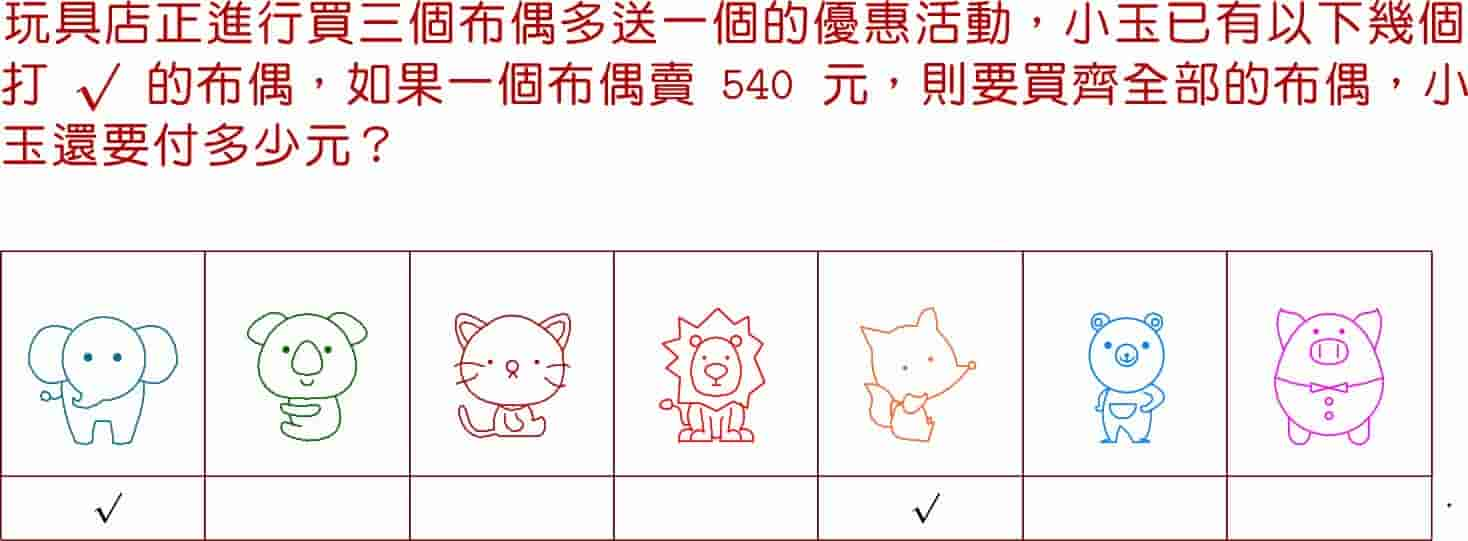 玩具店正進行買三個布偶多送一個的優惠活動，小玉已有以下幾個
打 √ 的布偶，如果一個布偶賣 540 元，則要買齊全部的布偶，小
玉還要付多少元？
√ √ .